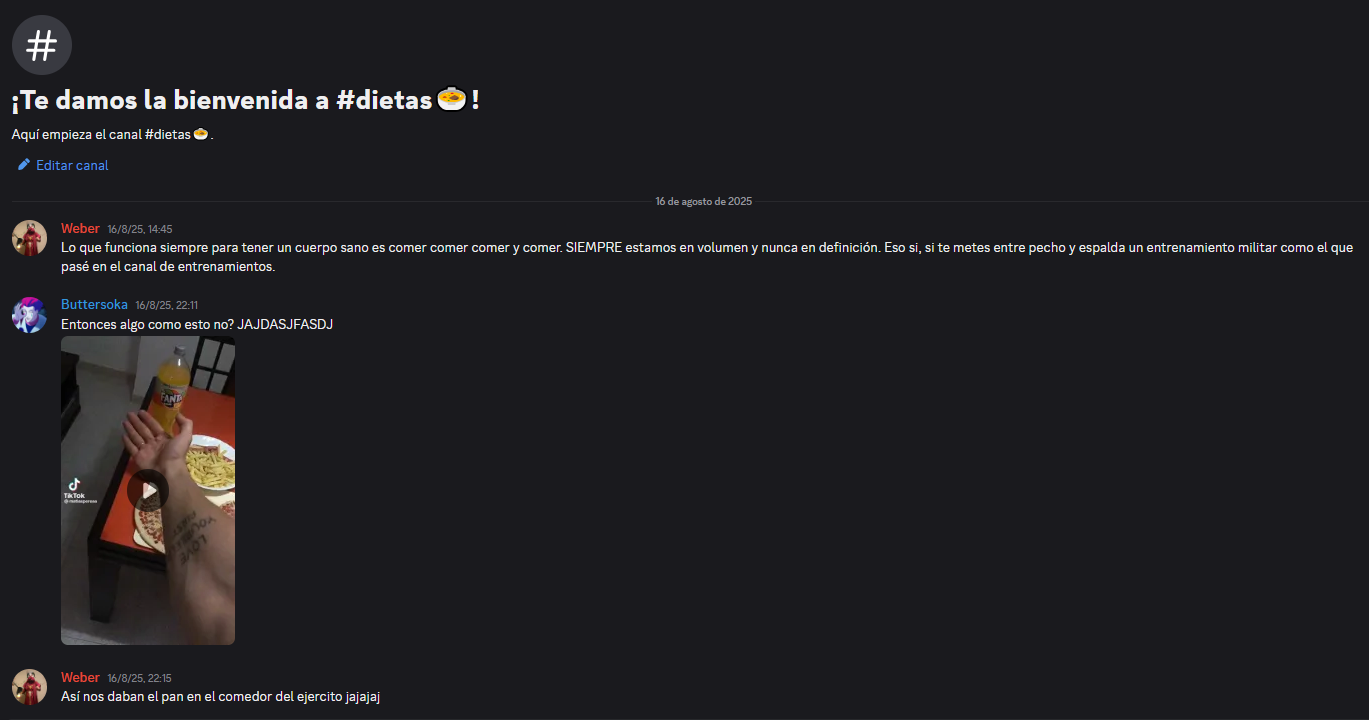 ¡Te damos la bienvenida a #dietas🍲!
Aquí empieza el canal #dietas🍲.
Editar canal
16 de agosto de 2025
Weber 16/8/25, 14:45
Lo que funciona siempre para tener un cuerpo sano es comer comer comer y comer. SIEMPRE estamos en volumen y nunca en definición. Eso si, si te metes entre pecho y espalda un entrenamiento militar como el que
pasé en el canal de entrenamientos.
Buttersoka 16/8/25, 22:11
Entonces algo como esto no? JAJDASJFASDJ
FANTA
TikTok
Weber 16/8/25, 22:15
Así nos daban el pan en el comedor del ejercito jajajaj